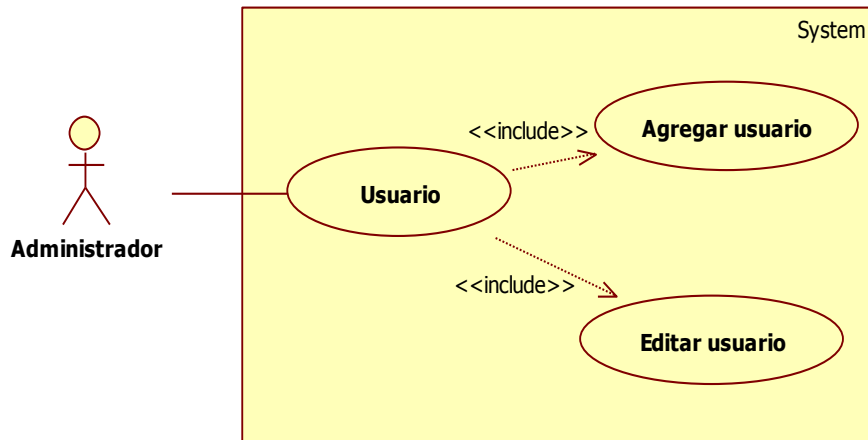 System
<<include>>
Agregar usuario
Usuario
Administrador
<<include>>
Editar usuario